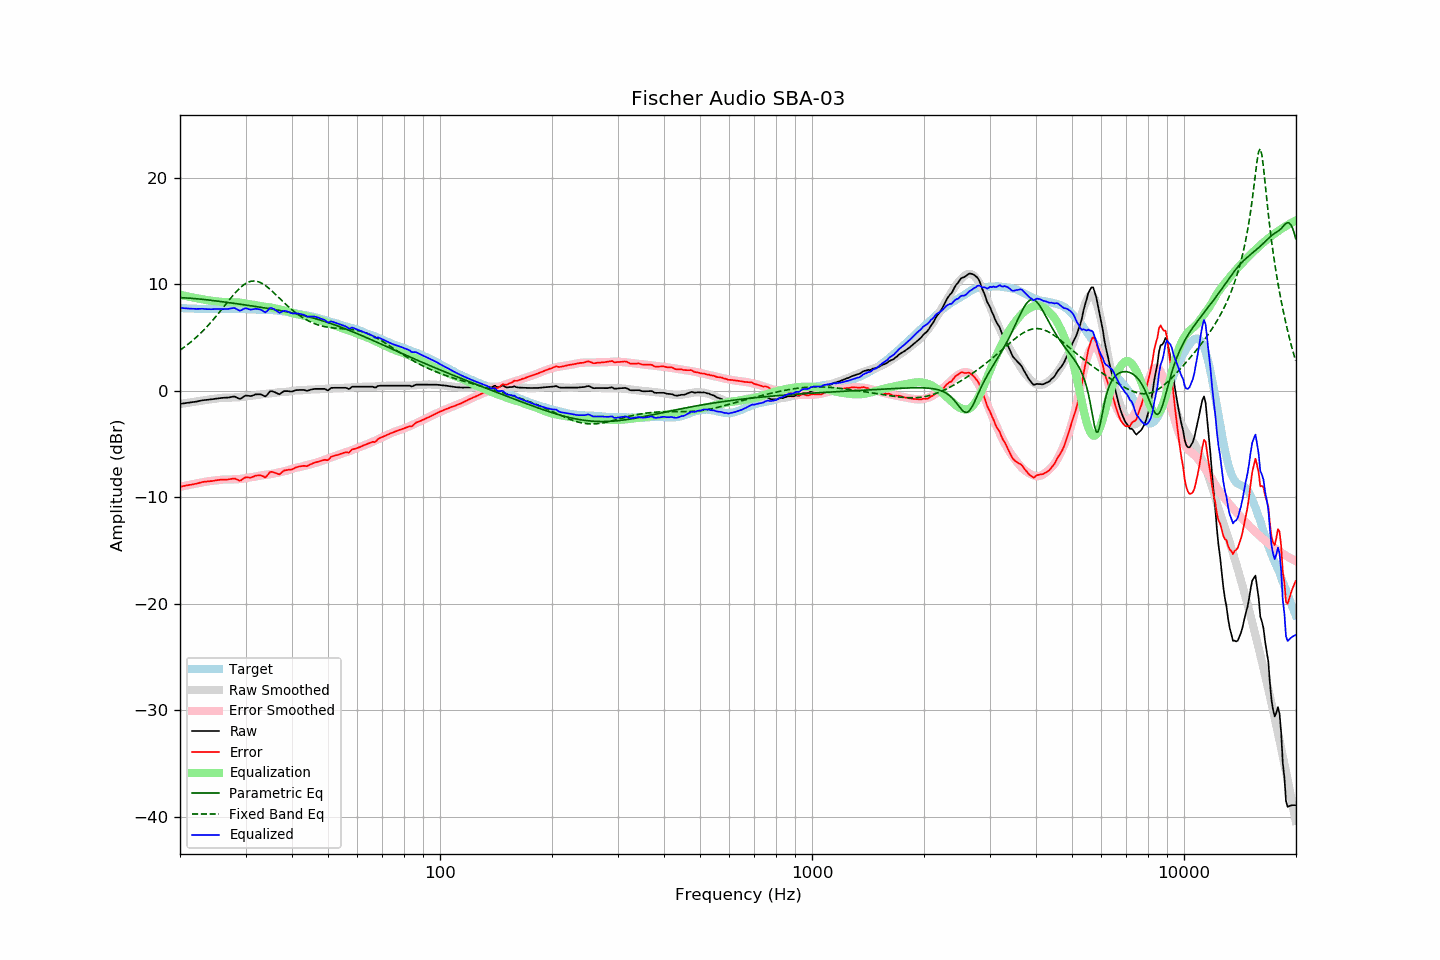 Fischer Audio SBA-03
Amplitude (dBr)
20
10
0
−10
−20
−30
−40
Target
Raw Smoothed
Error Smoothed
Raw
Error
Equalization
Parametric Eq
Fixed Band Eq
Equalized
100
1000
10000
Frequency (Hz)